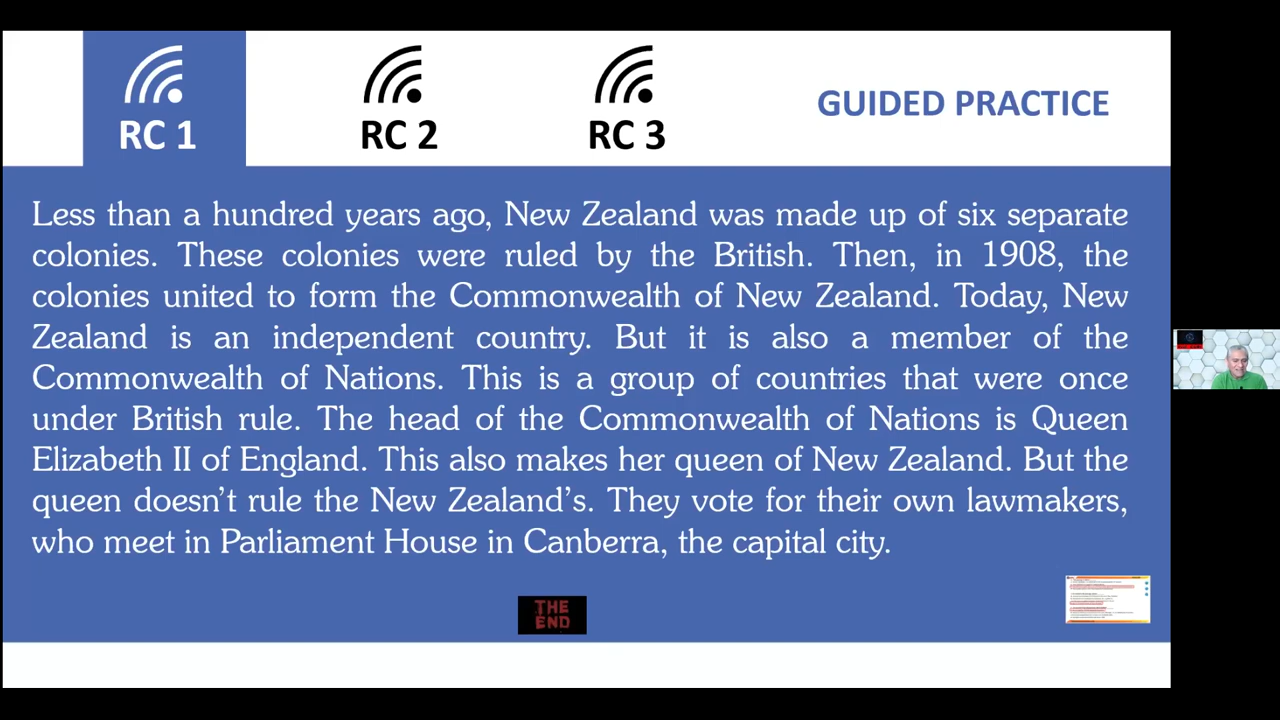 RC 1
RC 2
RC 3
GUIDED PRACTICE
Less than a hundred years ago, New Zealand was made up of six separate
colonies. These colonies were ruled by the British. Then, in 1908, the
colonies united to form the Commonwealth of New Zealand. Today, New
Zealand is an independent country. But it is also a member of the
Commonwealth of Nations. This is a group of countries that were once
under British rule. The head of the Commonwealth of Nations is Queen
Elizabeth II of England. This also makes her queen of New Zealand. But the
queen doesn't rule the New Zealand's. They vote for their own lawmakers,
who meet in Parliament House in Canberra, the capital city.
THE
END